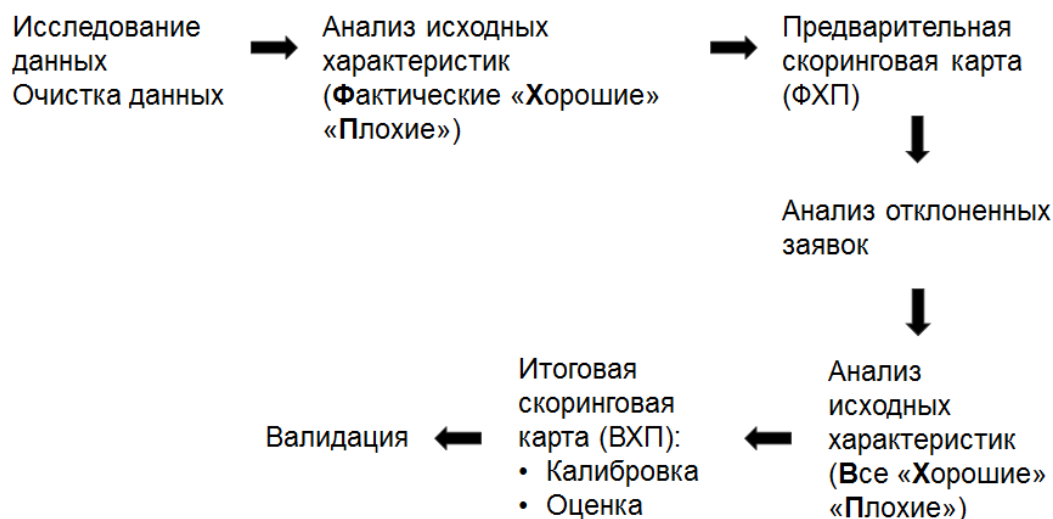 Исследование
данных
Очистка данных
Анализ исходных
характеристик
(Фактические «Хорошие»
«Плохие»)
Предварительная
скоринговая карта
(ФХП)
Анализ отклоненных
заявок
Анализ
исходных
характеристик
(Все «Хорошие»
«Плохие»)
Итоговая
скоринговая
карта (ВХП):
• Калибровка
• Оценка
Валидация